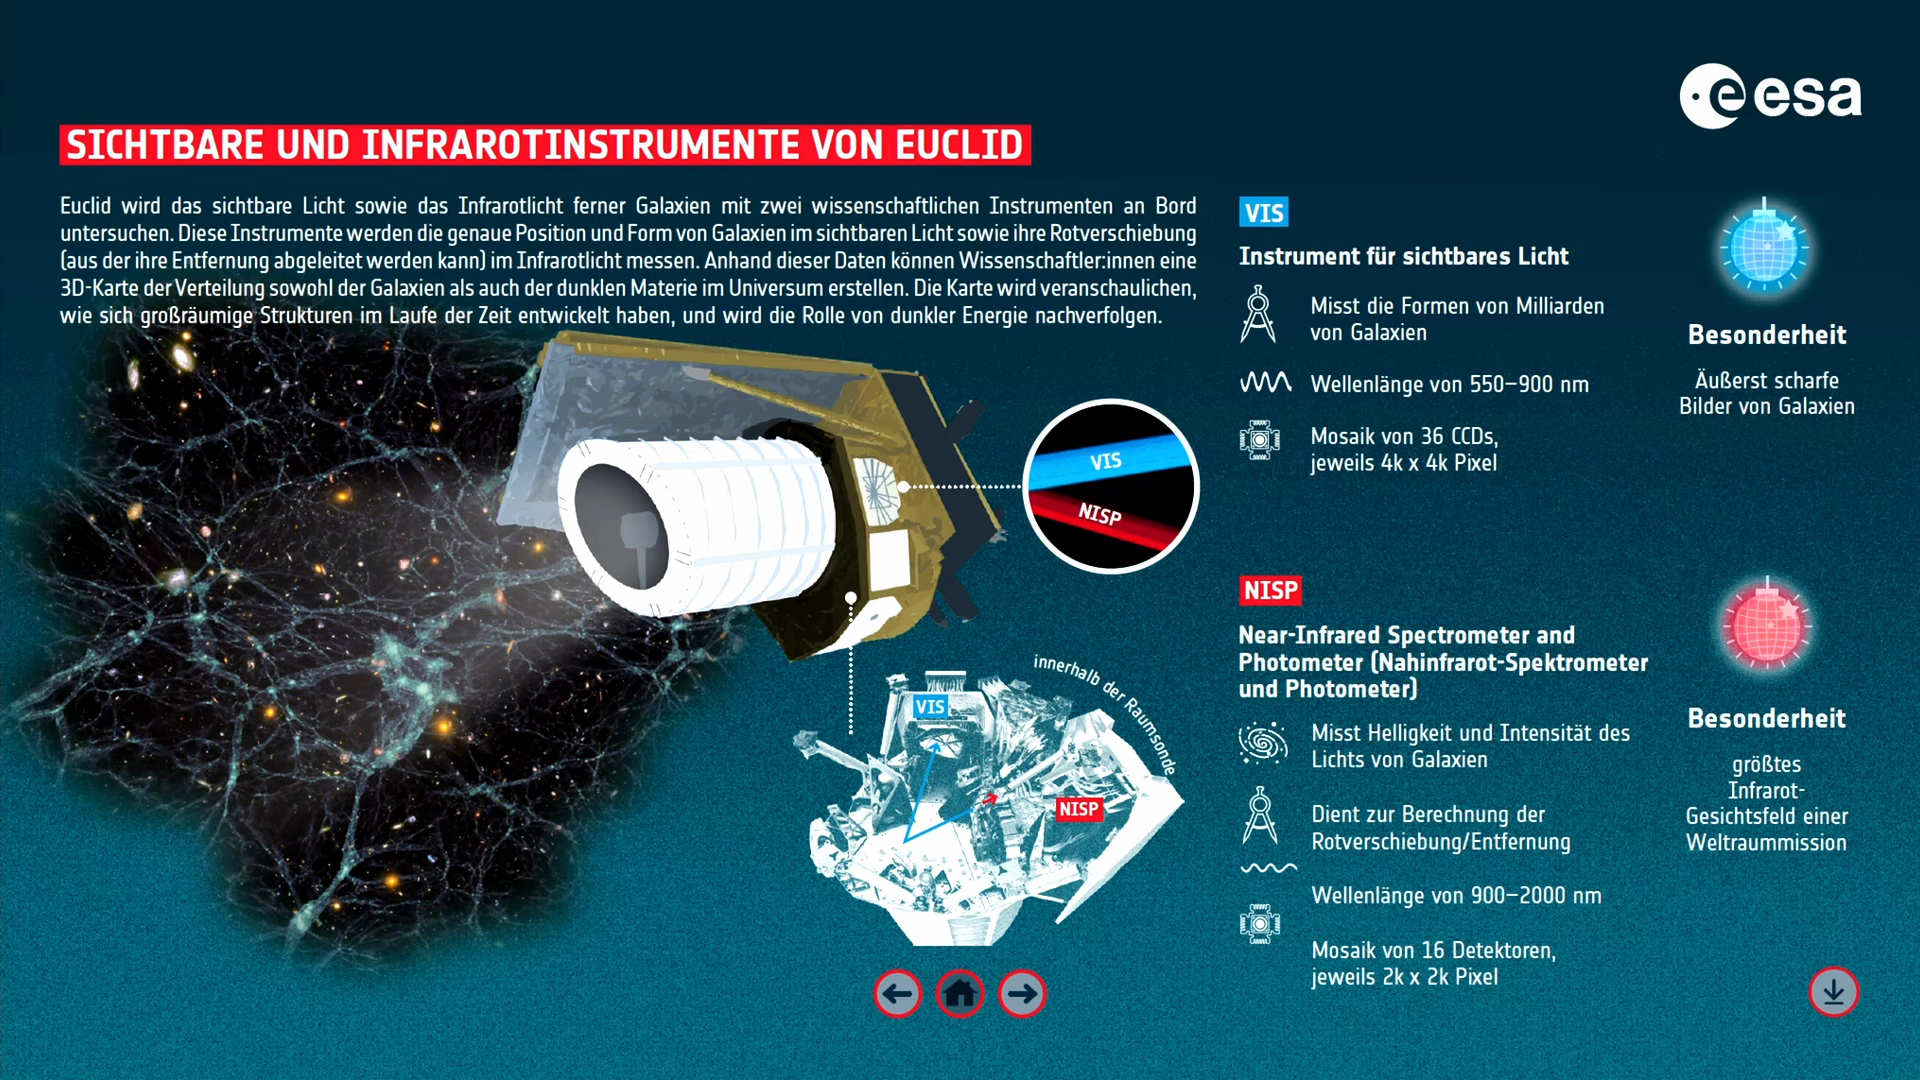 esa
SICHTBARE UND INFRAROTINSTRUMENTE VON EUCLID
Euclid wird das sichtbare Licht sowie das Infrarotlicht ferner Galaxien mit zwei wissenschaftlichen Instrumenten an Bord
untersuchen. Diese Instrumente werden die genaue Position und Form von Galaxien im sichtbaren Licht sowie ihre Rotverschiebung
(aus der ihre Entfernung abgeleitet werden kann) im Infrarotlicht messen. Anhand dieser Daten können Wissenschaftler:innen eine
3D-Karte der Verteilung sowohl der Galaxien als auch der dunklen Materie im Universum erstellen. Die Karte wird veranschaulichen,
wie sich großräumige Strukturen im Laufe der Zeit entwickelt haben, und wird die Rolle von dunkler Energie nachverfolgen.
VIS
NISP
innerhalb der Raumsonde
VIS
NISP
VIS
Instrument für sichtbares Licht
Misst die Formen von Milliarden
von Galaxien
Wellenlänge von 550–900 nm
Mosaik von 36 CCDs,
jeweils 4k x 4k Pixel
Besonderheit
Äußerst scharfe
Bilder von Galaxien
NISP
Near-Infrared Spectrometer and
Photometer (Nahinfrarot-Spektrometer
und Photometer)
Misst Helligkeit und Intensität des
Lichts von Galaxien
Dient zur Berechnung der
Rotverschiebung/Entfernung
Wellenlänge von 900–2000 nm
Mosaik von 16 Detektoren,
jeweils 2k x 2k Pixel
Besonderheit
größtes
Infrarot-
Gesichtsfeld einer
Weltraummission